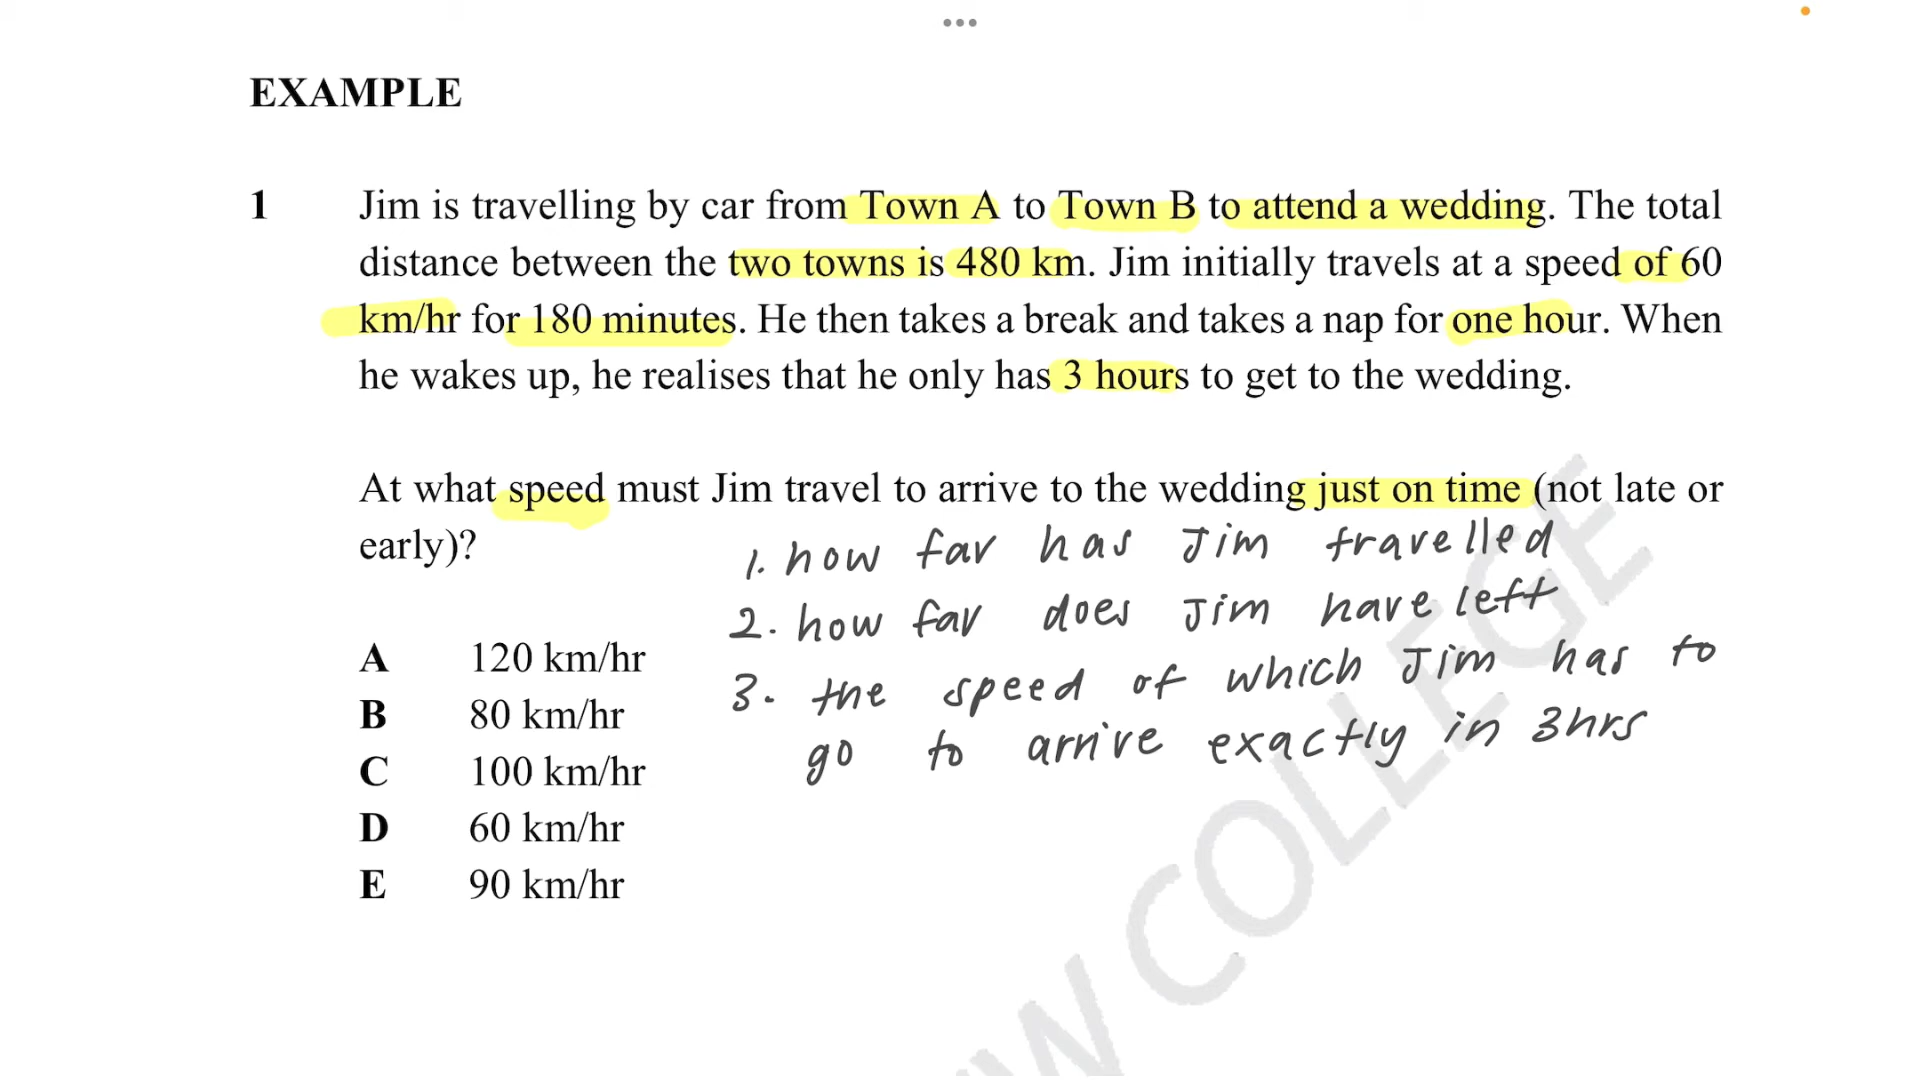 EXAMPLE
1 Jim is travelling by car from Town A to Town B to attend a wedding. The total
distance between the two towns is 480 km. Jim initially travels at a speed of 60
km/hr for 180 minutes. He then takes a break and takes a nap for one hour. When
he wakes up, he realises that he only has 3 hours to get to the wedding.
At what speed must Jim travel to arrive to the wedding just on time (not late or
early)?
1. how far has Jim travelled
2. how far does Jim have left
3. the speed of which Jim has to
go to arrive exactly in 3hrs
A 120 km/hr
B 80 km/hr
C 100 km/hr
D 60 km/hr
E 90 km/hr
W COLLEGE